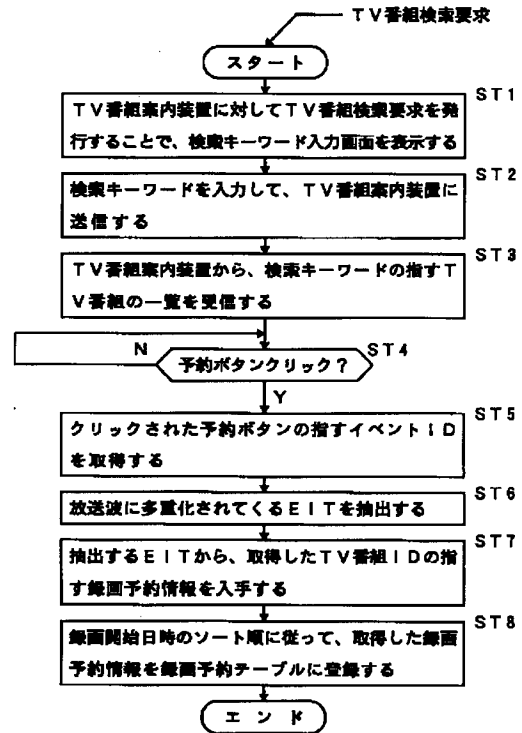 TV番組検索要求
スタート
ST1
TV番組案内装置に対してTV番組検索要求を発
行することで、検索キーワード入力画面を表示する
ST2
検索キーワードを入力して、TV番組案内装置に
送信する
ST3
TV番組案内装置から、検索キーワードの指すT
V番組の一覧を受信する
N
予約ボタンクリック?
ST4
Y
ST5
クリックされた予約ボタンの指すイベントID
を取得する
ST6
放送波に多重化されてくるEITを抽出する
ST7
抽出するEITから、取得したTV番組IDの指
す録画予約情報を入手する
ST8
録画開始日時のソート順に従って、取得した録画
予約情報を録画予約テーブルに登録する
エンド